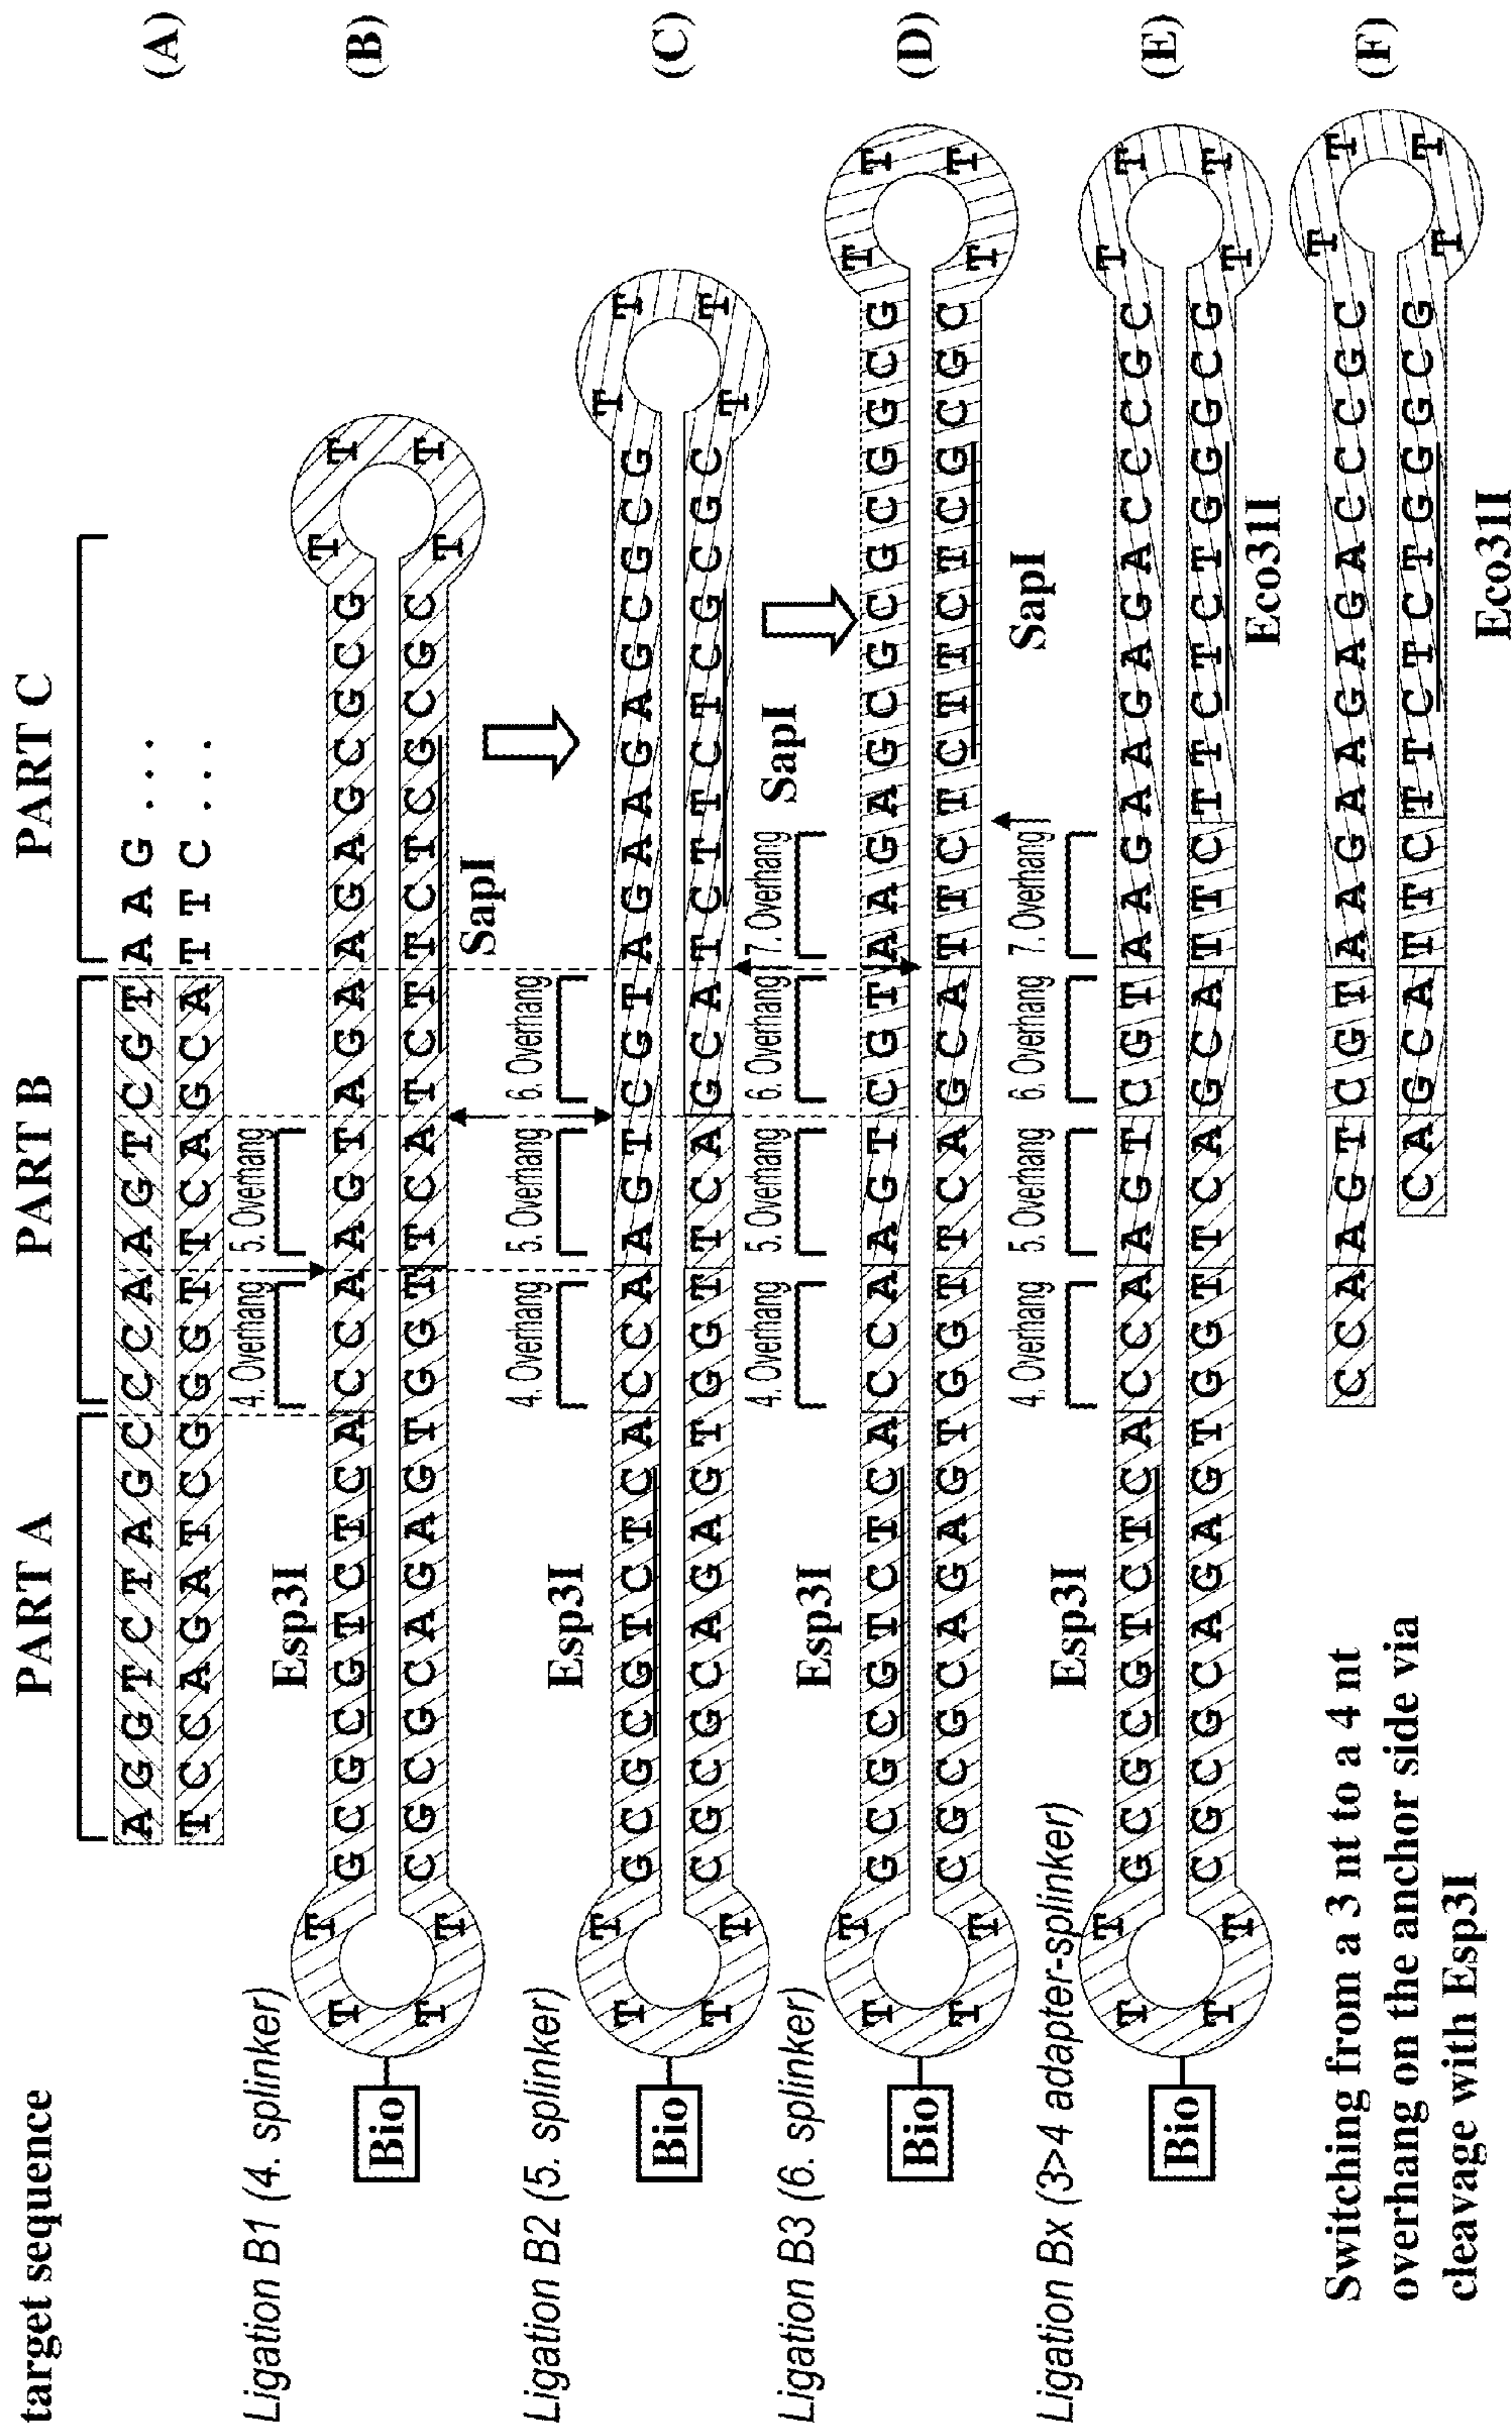 PART A PART B PART C
target sequence
A G G T C T A G C C C A A G T C G T A A G . . . (A)
T C C A G A T C G G G T T C A G C A T T C . . .
Ligation B1 (4. splinker)
4. Overhang 5. Overhang
Esp3I
T T G C G C G T C T C A C C A A G T A G A A G A G C G C G T T (B)
Bio
T T C G C G C A G A G T G G T T C A T C T T C T C G C G C T T
SapI
Ligation B2 (5. splinker)
4. Overhang 5. Overhang 6. Overhang
Esp3I
T T G C G C G T C T C A C C A A G T C G T A G A A G A G C G C G T T (C)
Bio
T T C G C G C A G A G T G G T T C A G C A T C T T C T C G C G C T T
SapI
Ligation B3 (6. splinker)
4. Overhang 5. Overhang 6. Overhang 7. Overhang
Esp3I
T T G C G C G T C T C A C C A A G T C G T A A G A G C G C G C G G C G T T (D)
Bio
T T C G C G C A G A G T G G T T C A G C A T T C T C T T C T C G C G C T T
SapI
Ligation Bx (3>4 adapter-splinker)
4. Overhang 5. Overhang 6. Overhang 7. Overhang
Esp3I
T T G C G C G T C T C A C C A A G T C G T A A G A A G A G A C C C G C T T (E)
Bio
T T C G C G C A G A G T G G T T C A G C A T T C T T C T C T G G G C G T T
Eco31I
Switching from a 3 nt to a 4 nt
overhang on the anchor side via
cleavage with Esp3I
C C A A G T C G T A A G A A G A G A C C C G C T T (F)
C A G C A T T C T T C T C T G G G C G T T
Eco31I